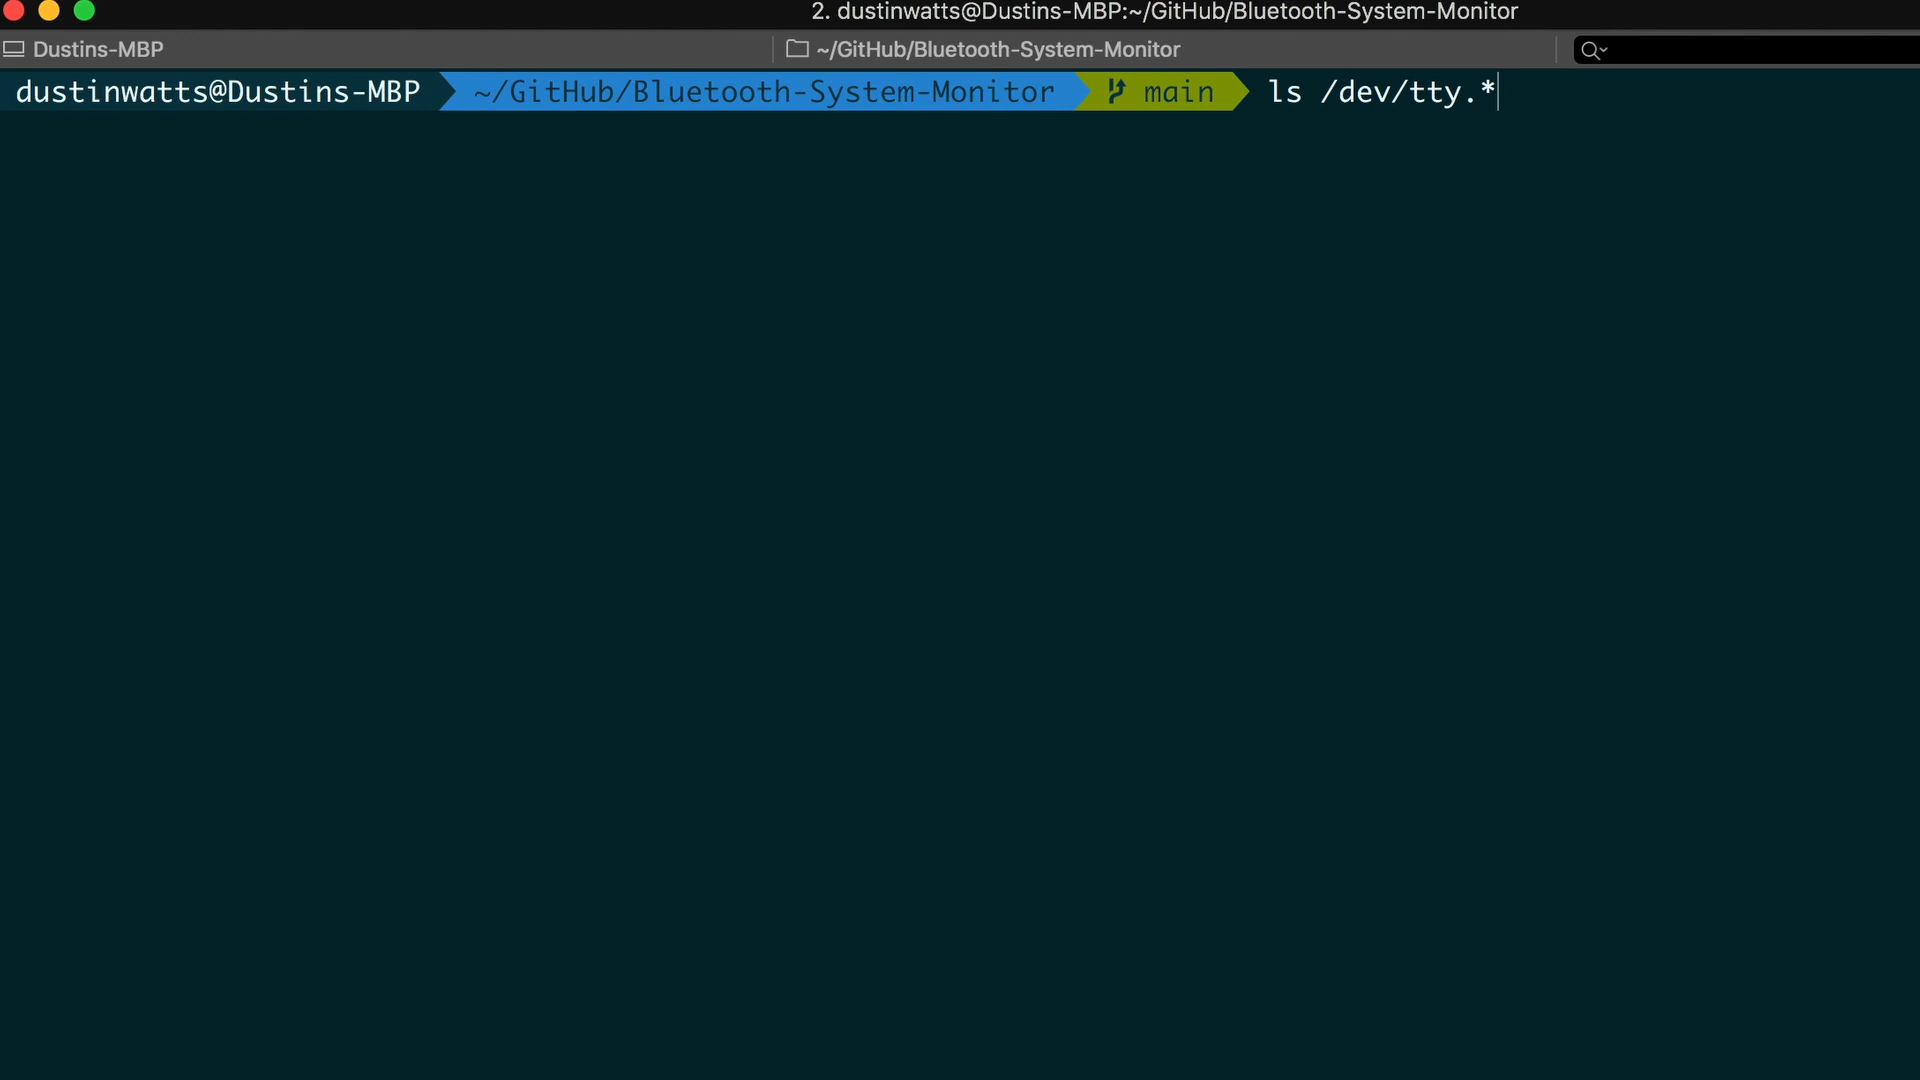 2. dustinwatts@Dustins-MBP:~/GitHub/Bluetooth-System-Monitor
Dustins-MBP ~/GitHub/Bluetooth-System-Monitor
dustinwatts@Dustins-MBP ~/GitHub/Bluetooth-System-Monitor main ls /dev/tty.*